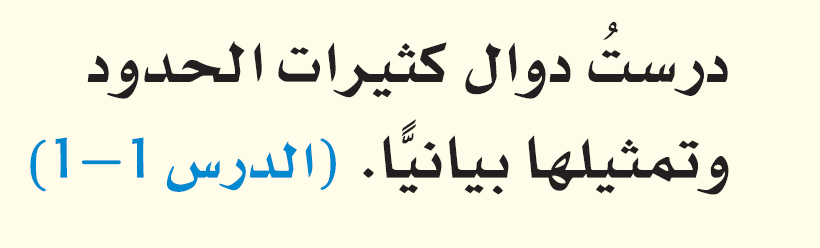 درستُ دوال كثيرات الحدود
وتمثيلها بيانيًّا. (الدرس 1–1)